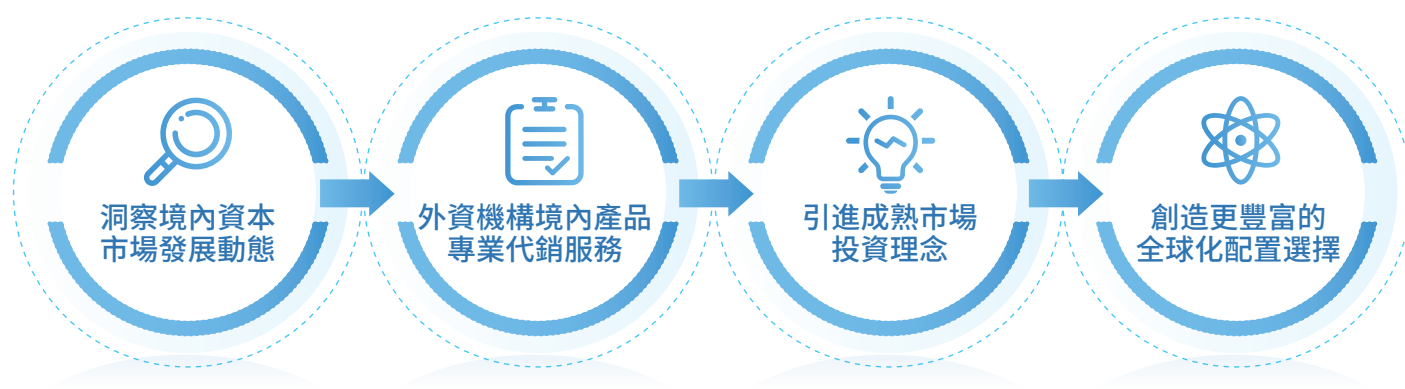 洞察境內資本
市場發展動態
外資機構境內產品
專業代銷服務
引進成熟市場
投資理念
創造更豐富的
全球化配置選擇